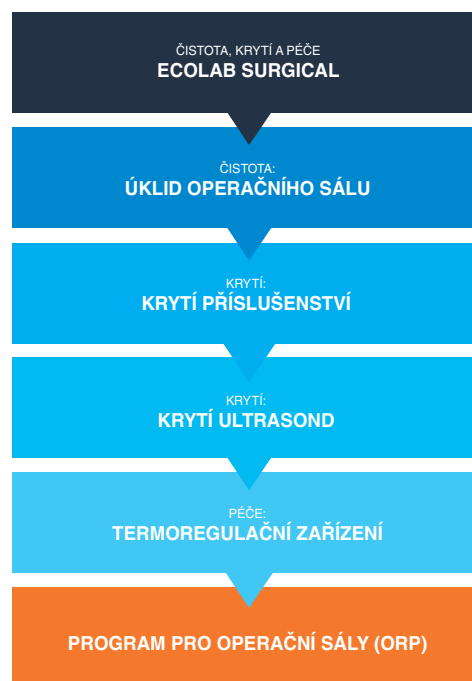 ČISTOTA, KRYTÍ A PÉČE
ECOLAB SURGICAL
ČISTOTA:
ÚKLID OPERAČNÍHO SÁLU
KRYTÍ:
KRYTÍ PŘÍSLUŠENSTVÍ
KRYTÍ:
KRYTÍ ULTRASOND
PÉČE:
TERMOREGULAČNÍ ZAŘÍZENÍ
PROGRAM PRO OPERAČNÍ SÁLY (ORP)